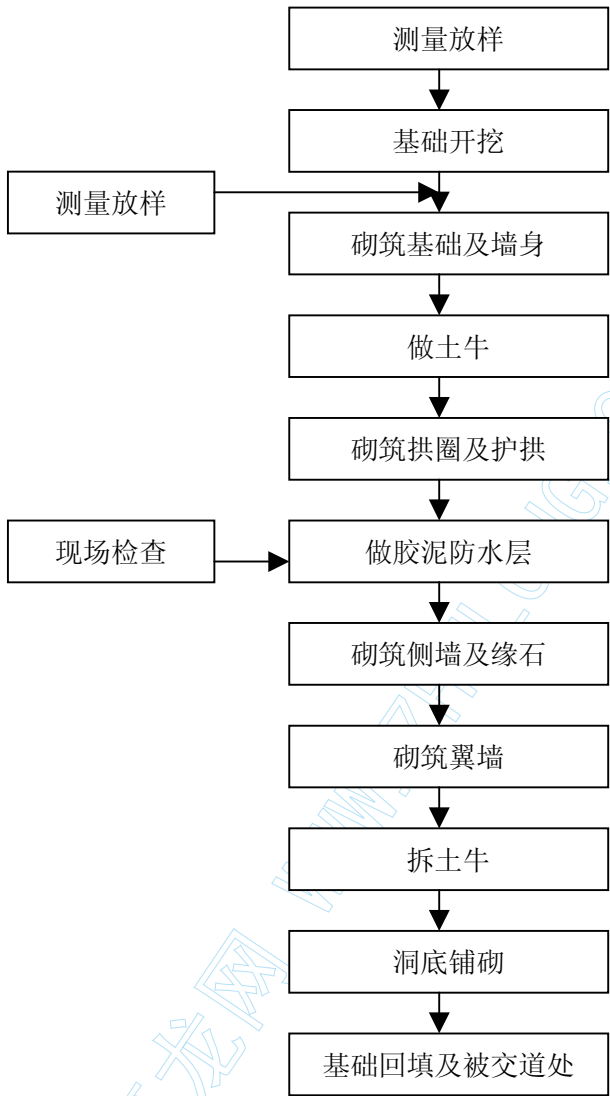 测量放样
基础开挖
测量放样
砌筑基础及墙身
做土牛
砌筑拱圈及护拱
现场检查
做胶泥防水层
砌筑侧墙及缘石
砌筑翼墙
拆土牛
洞底铺砌
基础回填及被交道处